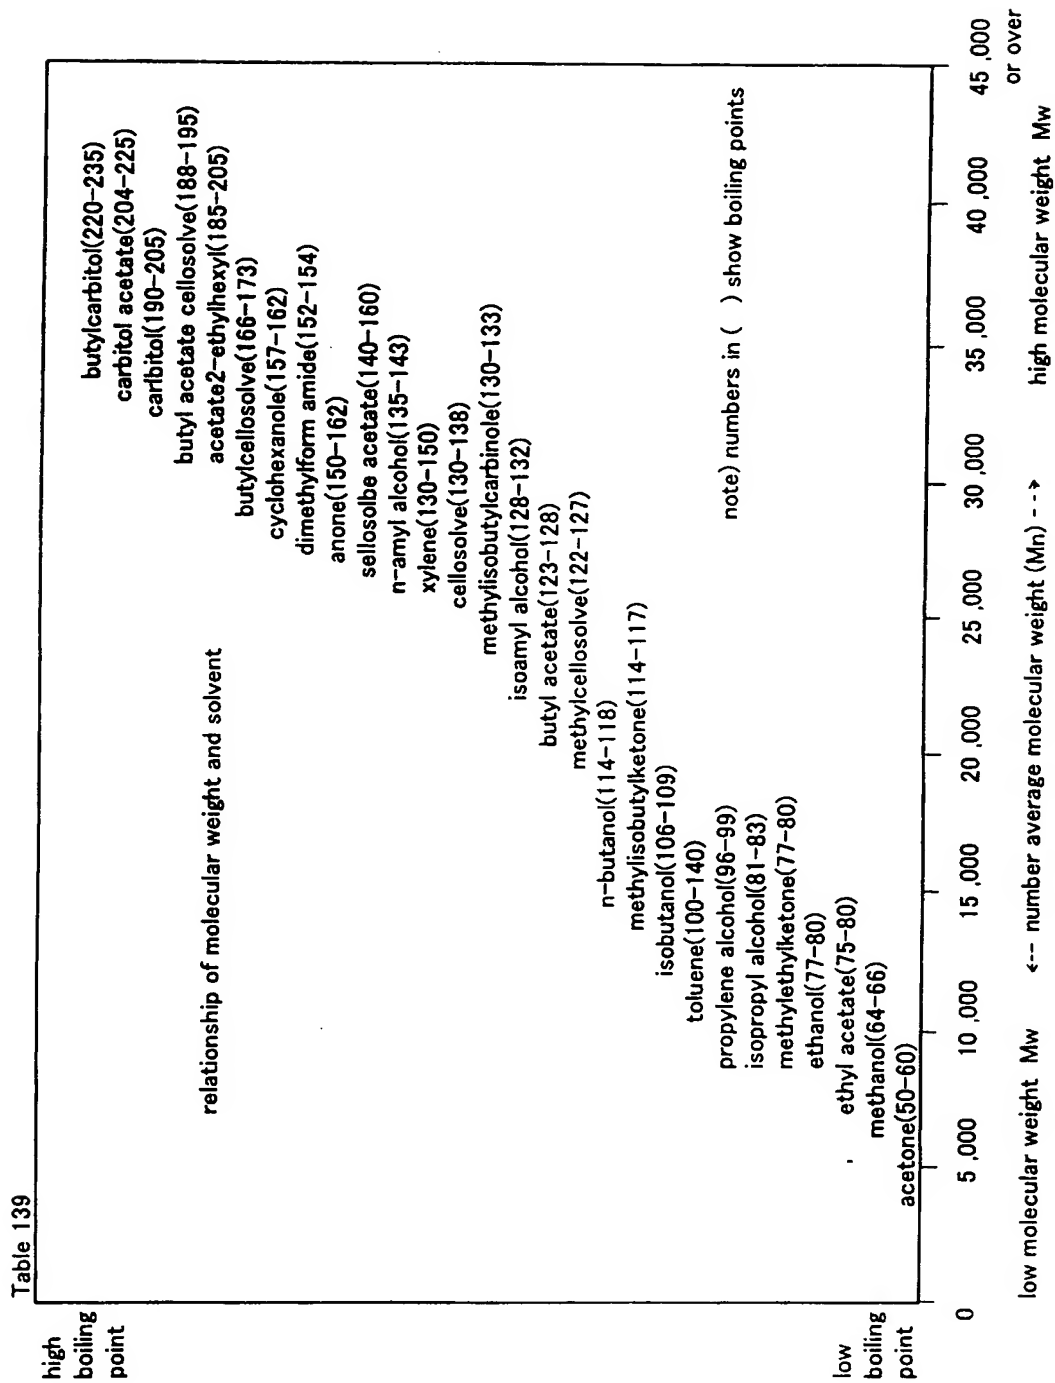 Table 139
high
boiling
point
butylcarbitol(220-235)
carbitol acetate(204-225)
carlbitol(190-205)
butyl acetate cellosolve(188-195)
relationship of molecular weight and solvent
acetate2-ethylhexyl(185-205)
butylcellosolve(166-173)
cyclohexanole(157-162)
dimethylform amide(152-154)
anone(150-162)
sellosolbe acetate(140-160)
n-amyl alcohol(135-143)
xylene(130-150)
cellosolve(130-138)
methylisobutylcarbinole(130-133)
isoamyl alcohol(128-132)
butyl acetate(123-128)
methylcellosolve(122-127)
n-butanol(114-118)
methylisobutylketone(114-117)
isobutanol(106-109)
toluene(100-140)
propylene alcohol(96-99)
note) numbers in ( ) show boiling points
isopropyl alcohol(81-83)
methylethylketone(77-80)
ethanol(77-80)
ethyl acetate(75-80)
methanol(64-66)
acetone(50-60)
low
boiling
point
0 5,000 10,000 15,000 20,000 25,000 30,000 35,000 40,000 45,000
or over
low molecular weight Mw <-- number average molecular weight (Mn) --> high molecular weight Mw